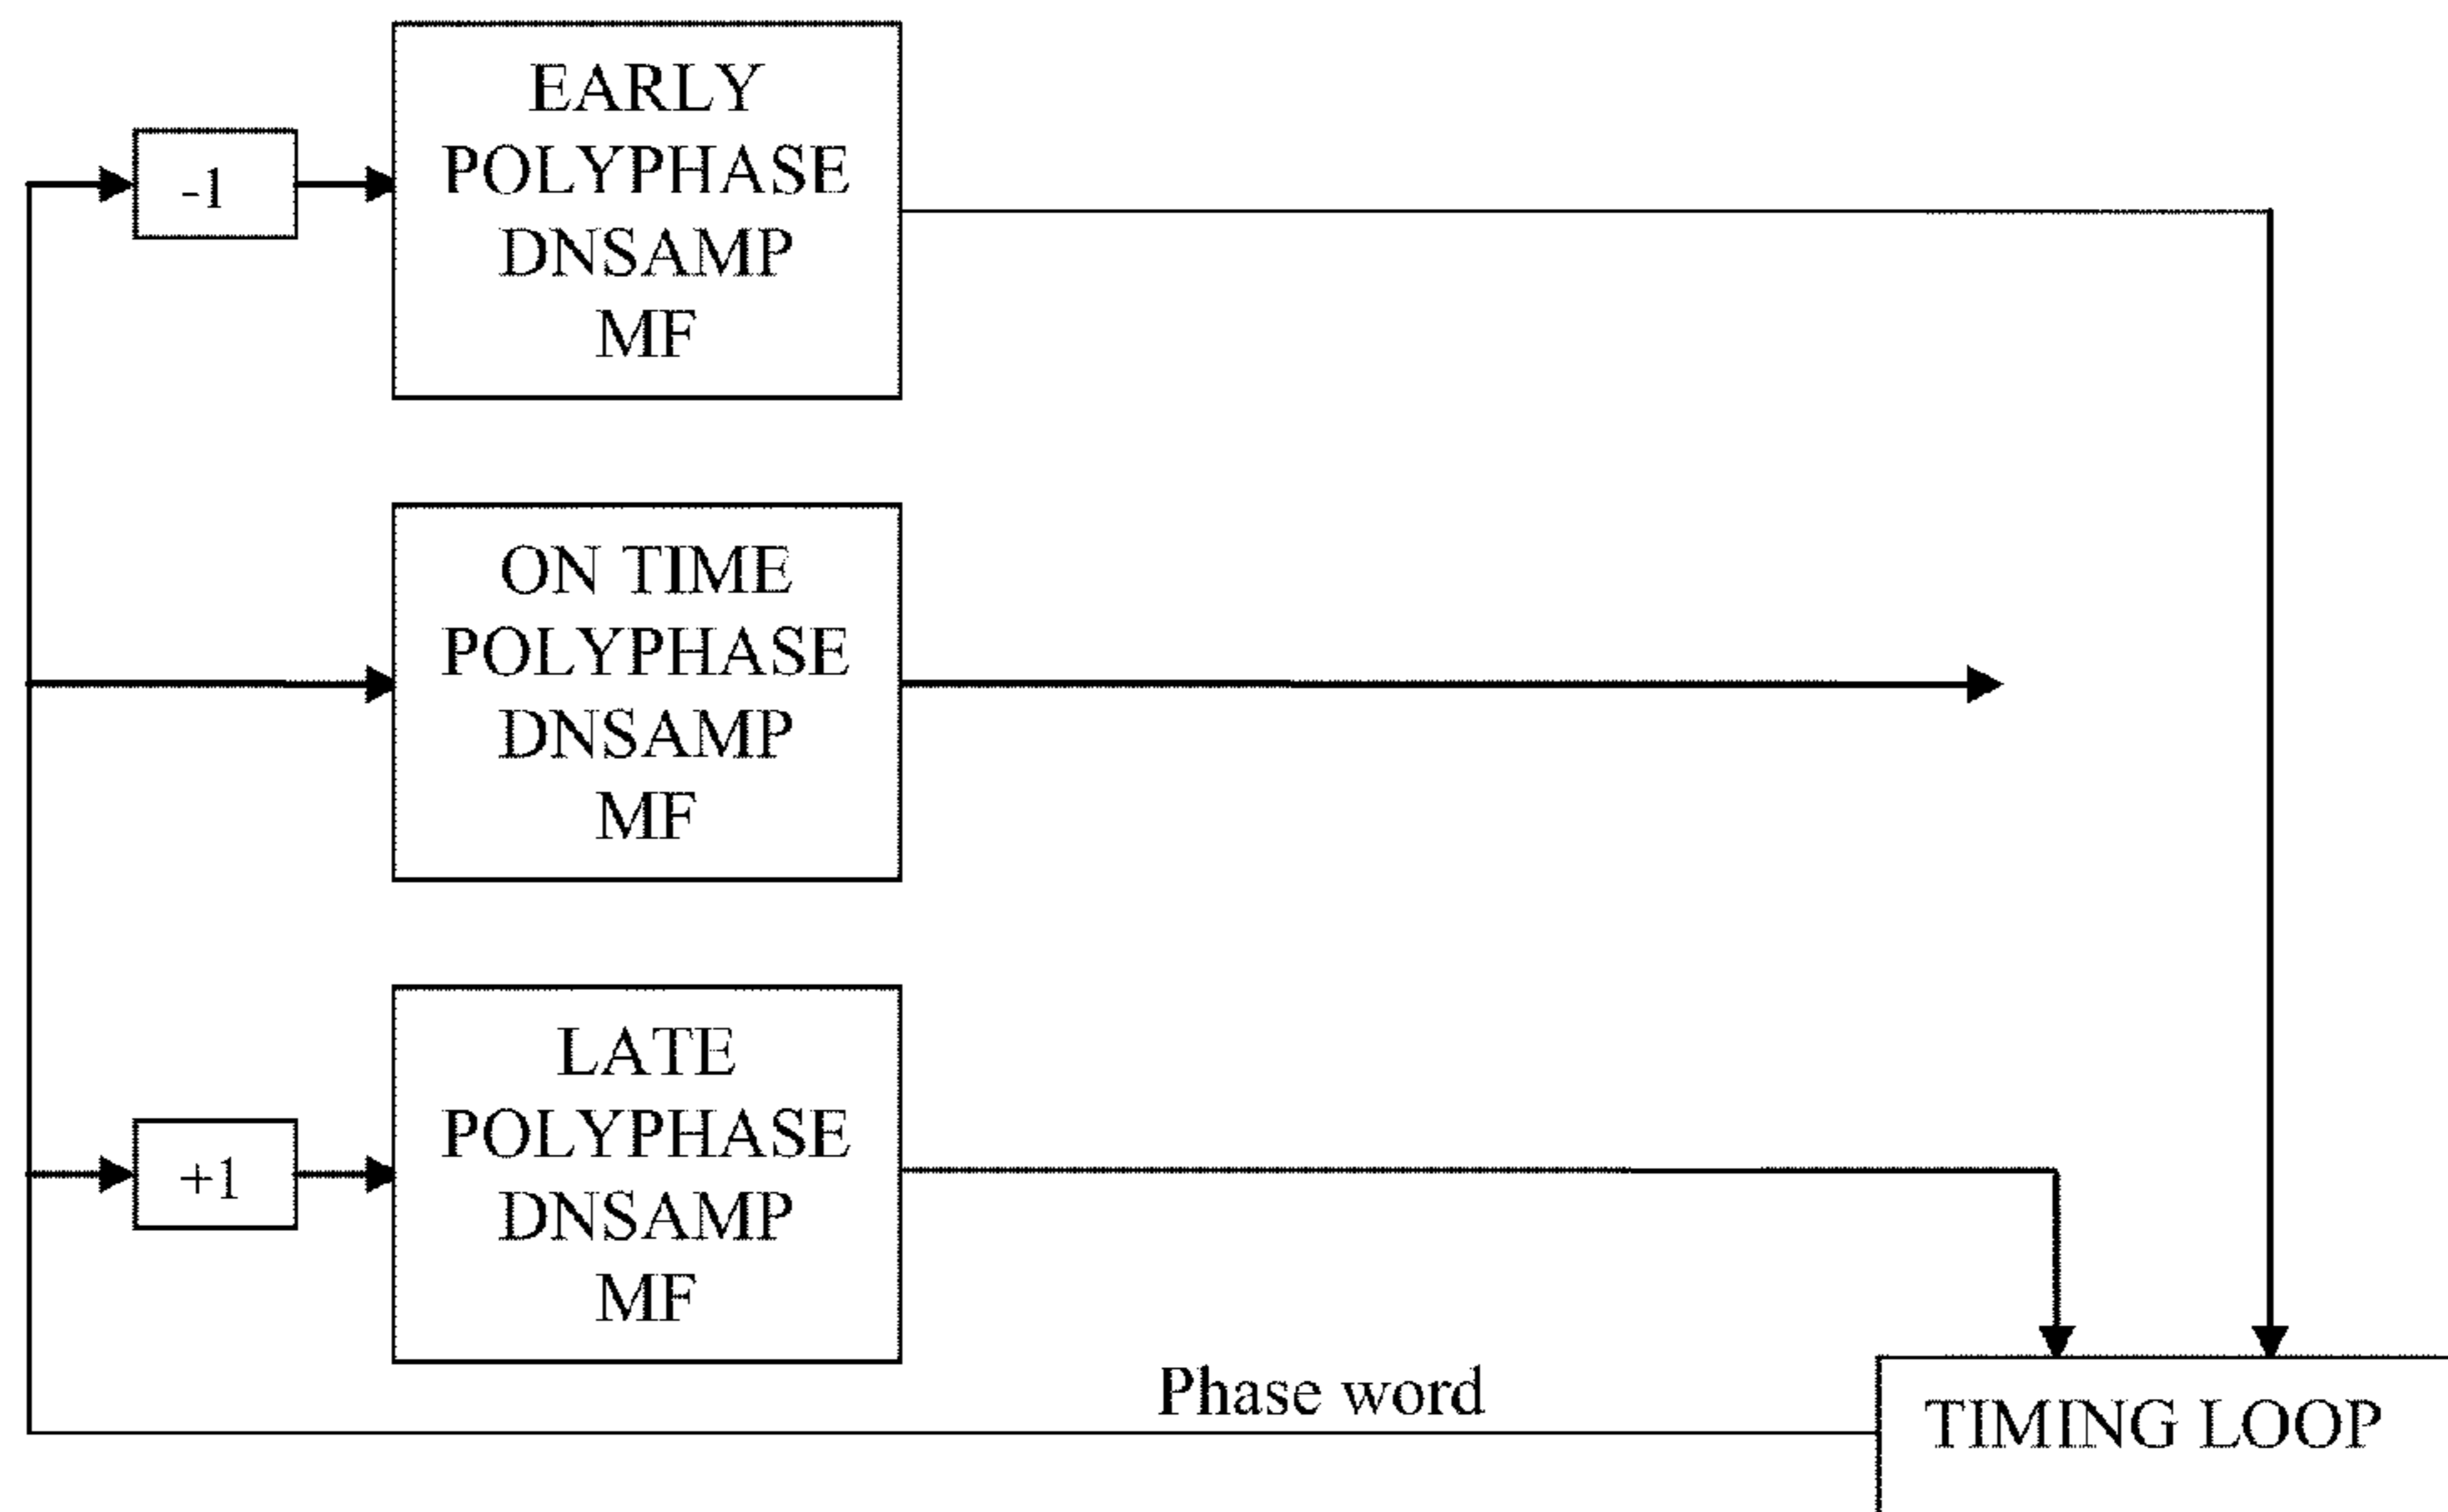 EARLY
POLYPHASE
DNSAMP
MF
-1
ON TIME
POLYPHASE
DNSAMP
MF
LATE
POLYPHASE
DNSAMP
MF
+1
Phase word
TIMING LOOP